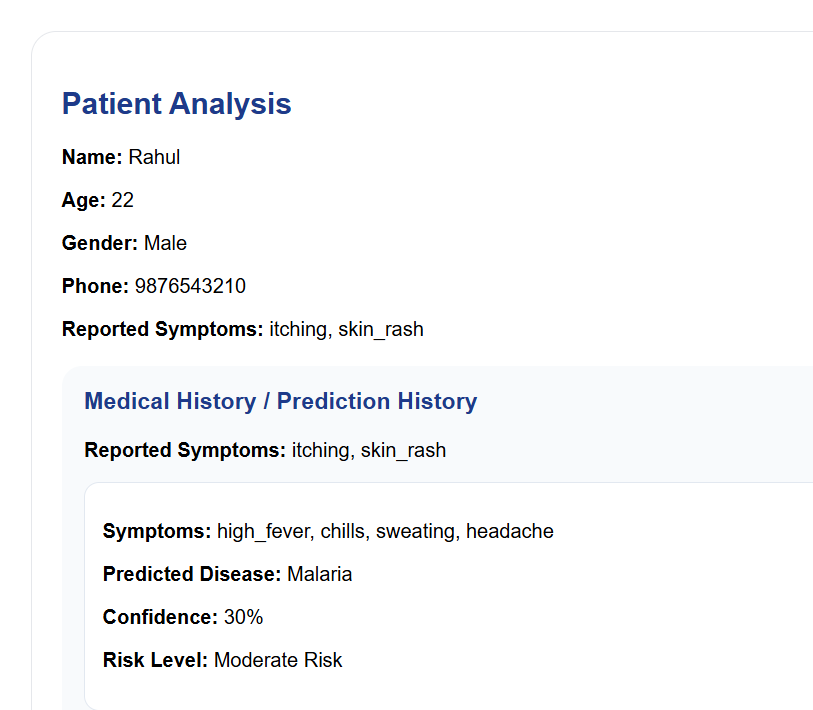 Patient Analysis
Name: Rahul
Age: 22
Gender: Male
Phone: 9876543210
Reported Symptoms: itching, skin_rash
Medical History / Prediction History
Reported Symptoms: itching, skin_rash
Symptoms: high_fever, chills, sweating, headache
Predicted Disease: Malaria
Confidence: 30%
Risk Level: Moderate Risk